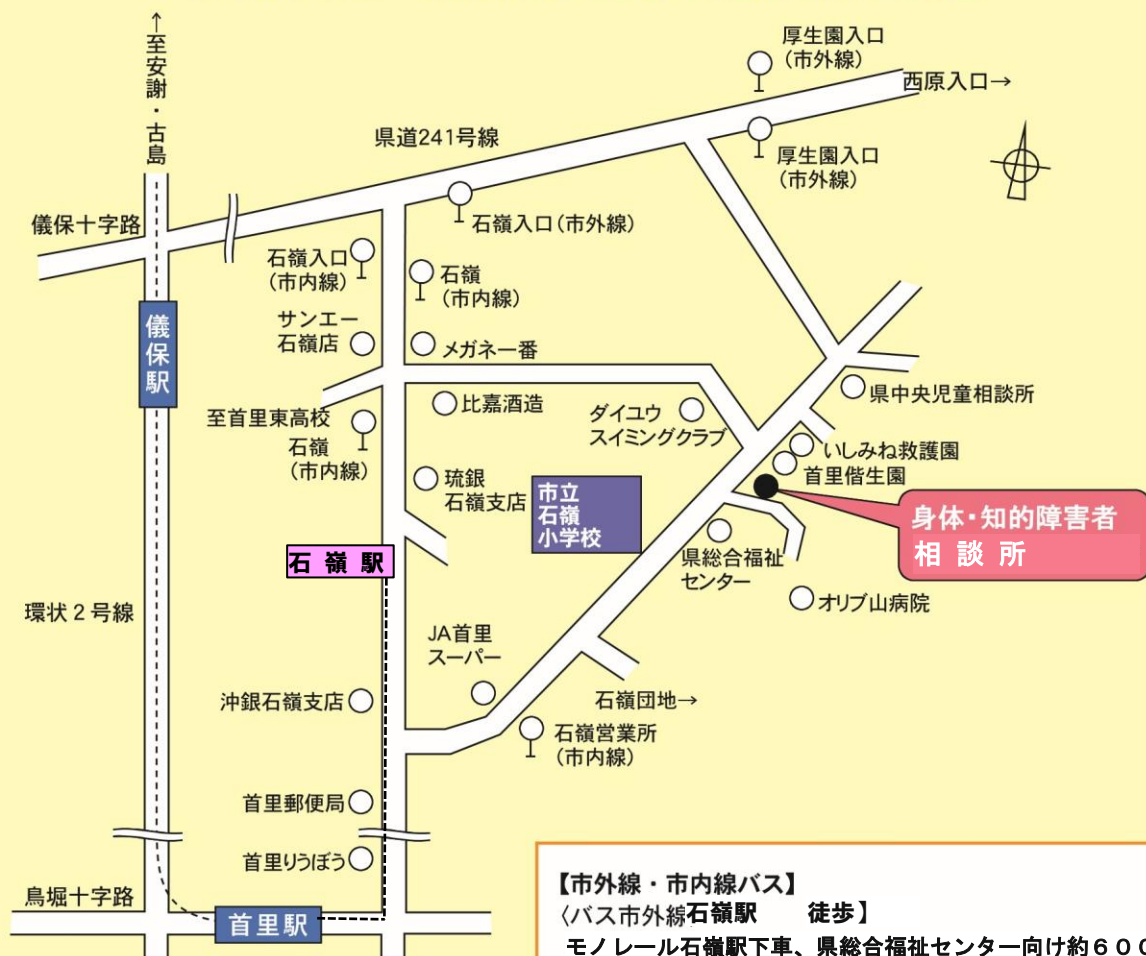 ↑至安謝・古島
厚生園入口
(市外線)
西原入口→
県道241号線
厚生園入口
(市外線)
儀保十字路
石嶺入口(市外線)
石嶺入口
(市内線)
石嶺
(市内線)
儀保駅
サンエー
石嶺店
メガネ一番
県中央児童相談所
比嘉酒造
ダイユウ
スイミングクラブ
至首里東高校
石嶺
(市内線)
いしみね救護園
首里偕生園
琉銀
石嶺支店
市立
石嶺
小学校
身体・知的障害者
相談所
石嶺駅
県総合福祉
センター
オリブ山病院
環状2号線
JA首里
スーパー
沖銀石嶺支店
石嶺団地→
石嶺営業所
(市内線)
首里郵便局
首里りうぼう
鳥堀十字路
首里駅
【市外線・市内線バス】
〈バス市外線石嶺駅 徒歩】
モノレール石嶺駅下車、県総合福祉センター向け約600